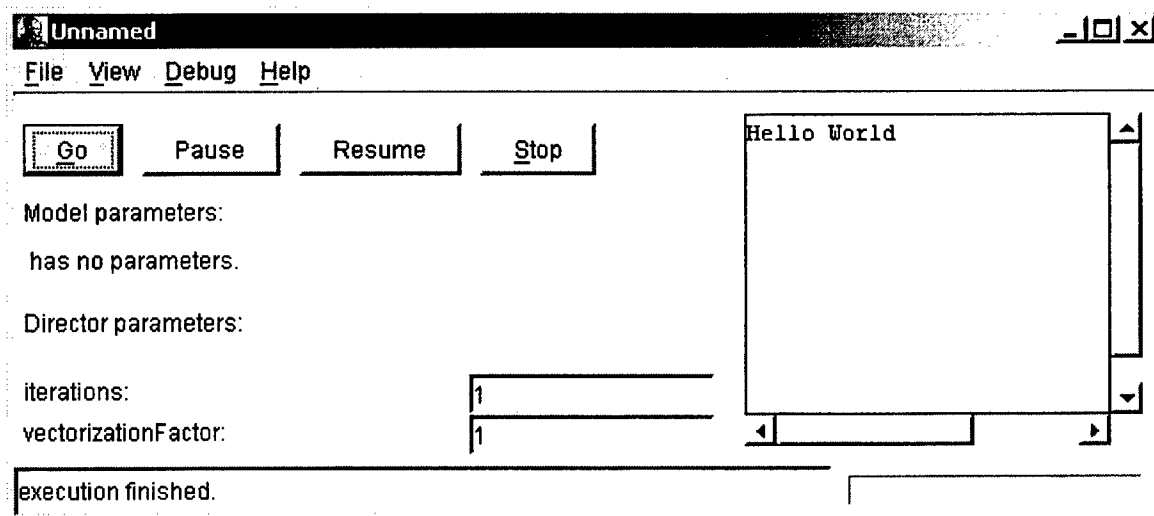 Unnamed
File View Debug Help
Go Pause Resume Stop
Model parameters:
has no parameters.
Director parameters:
iterations: 1
vectorizationFactor: 1
Hello World
execution finished.